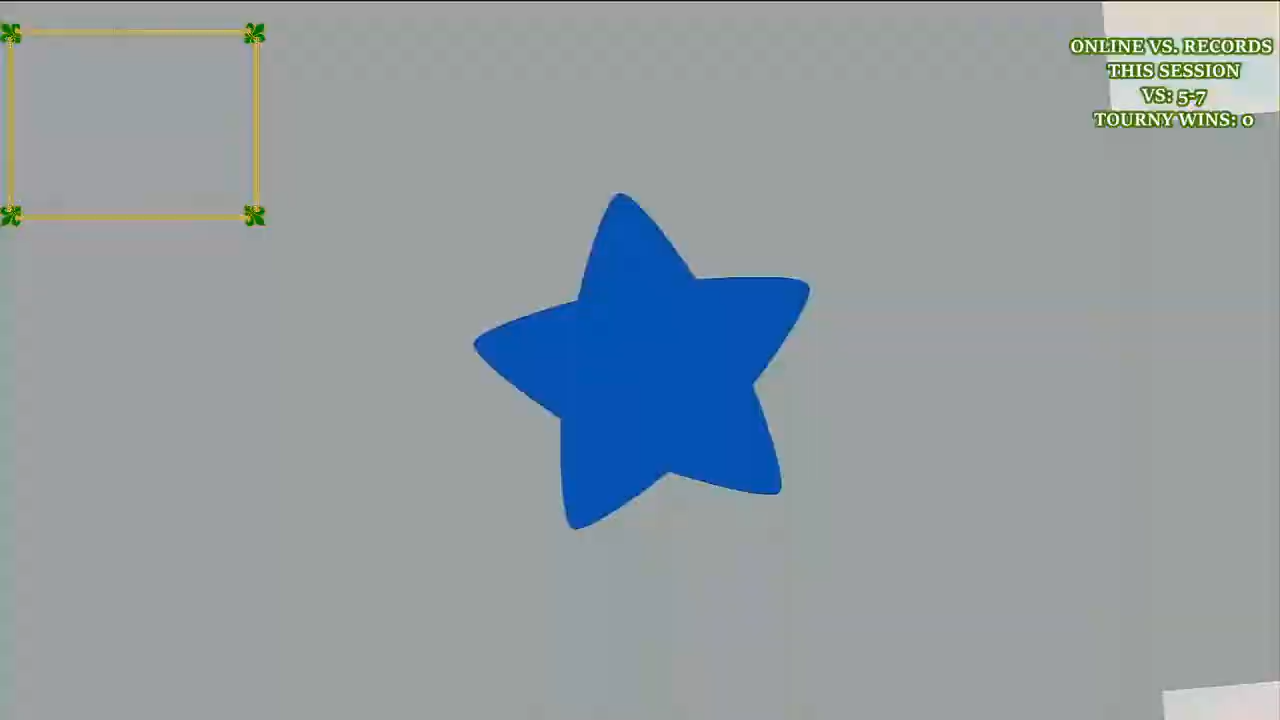 ONLINE VS. RECORDS
THIS SESSION
VS: 5-7
TOURNY WINS: 0